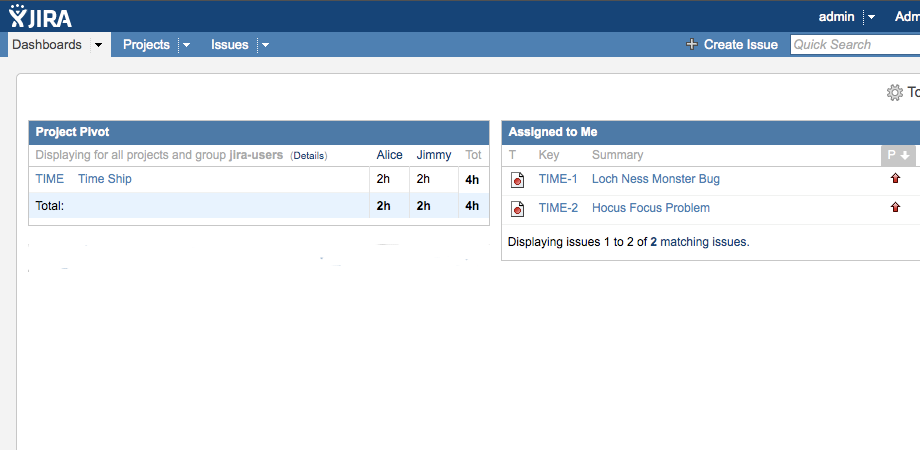 JIRA
admin
Dashboards Projects Issues Create Issue Quick Search
Project Pivot
Displaying for all projects and group jira-users (Details) Alice Jimmy Tot
TIME Time Ship 2h 2h 4h
Total: 2h 2h 4h
Assigned to Me
T Key Summary P
TIME-1 Loch Ness Monster Bug
TIME-2 Hocus Focus Problem
Displaying issues 1 to 2 of 2 matching issues.